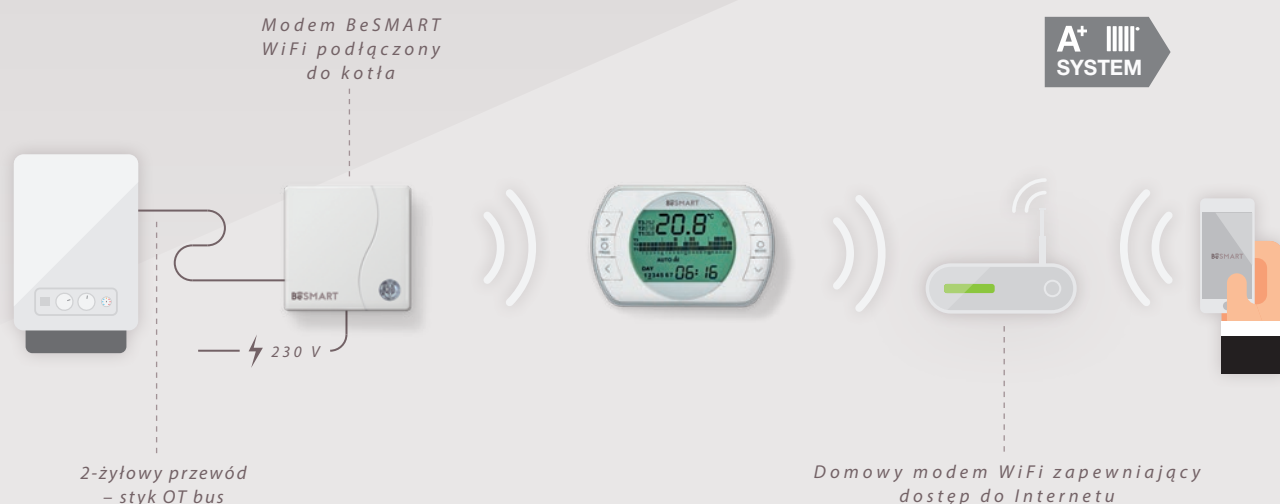 Modem BeSMART
WiFi podłączony
do kotła
A+
SYSTEM
BeSMART
20.8°C
AUTO
DAY
1234567 06:16
BeSMART
BeSMART
230 V
2-żyłowy przewód
– styk OT bus
Domowy modem WiFi zapewniający
dostęp do Internetu